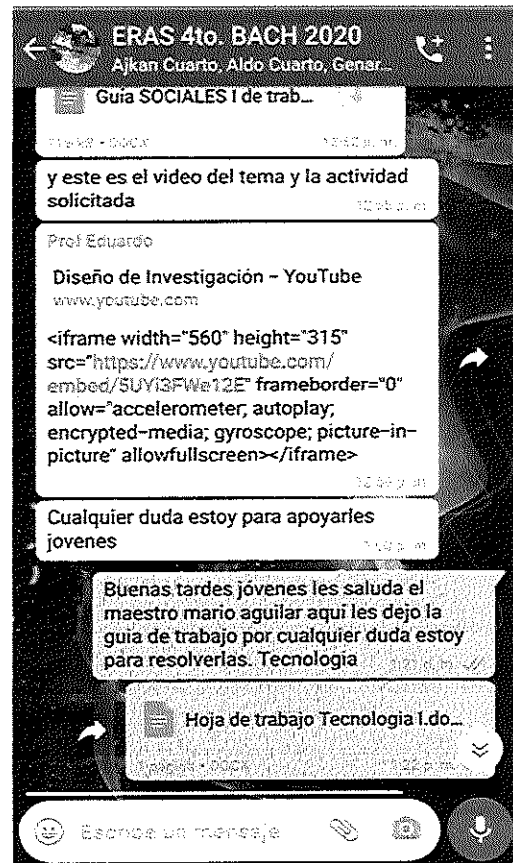 ERAS 4to. BACH 2020
Ajkan Cuarto, Aldo Cuarto, Genar...
Guia SOCIALES I de trab...
DOCX
y este es el video del tema y la actividad
solicitada
Prof Eduardo
Diseño de Investigación – YouTube
www.youtube.com
<iframe width="560" height="315"
src="https://www.youtube.com/
embed/5UYi3FWe12E" frameborder="0"
allow="accelerometer; autoplay;
encrypted-media; gyroscope; picture-in-
picture" allowfullscreen></iframe>
Cualquier duda estoy para apoyarles
jovenes
Buenas tardes jóvenes les saluda el
maestro mario aguilar aqui les dejo la
guia de trabajo por cualquier duda estoy
para resolverlas. Tecnologia
Hoja de trabajo Tecnologia I.do...
DOCX
Escribe un mensaje